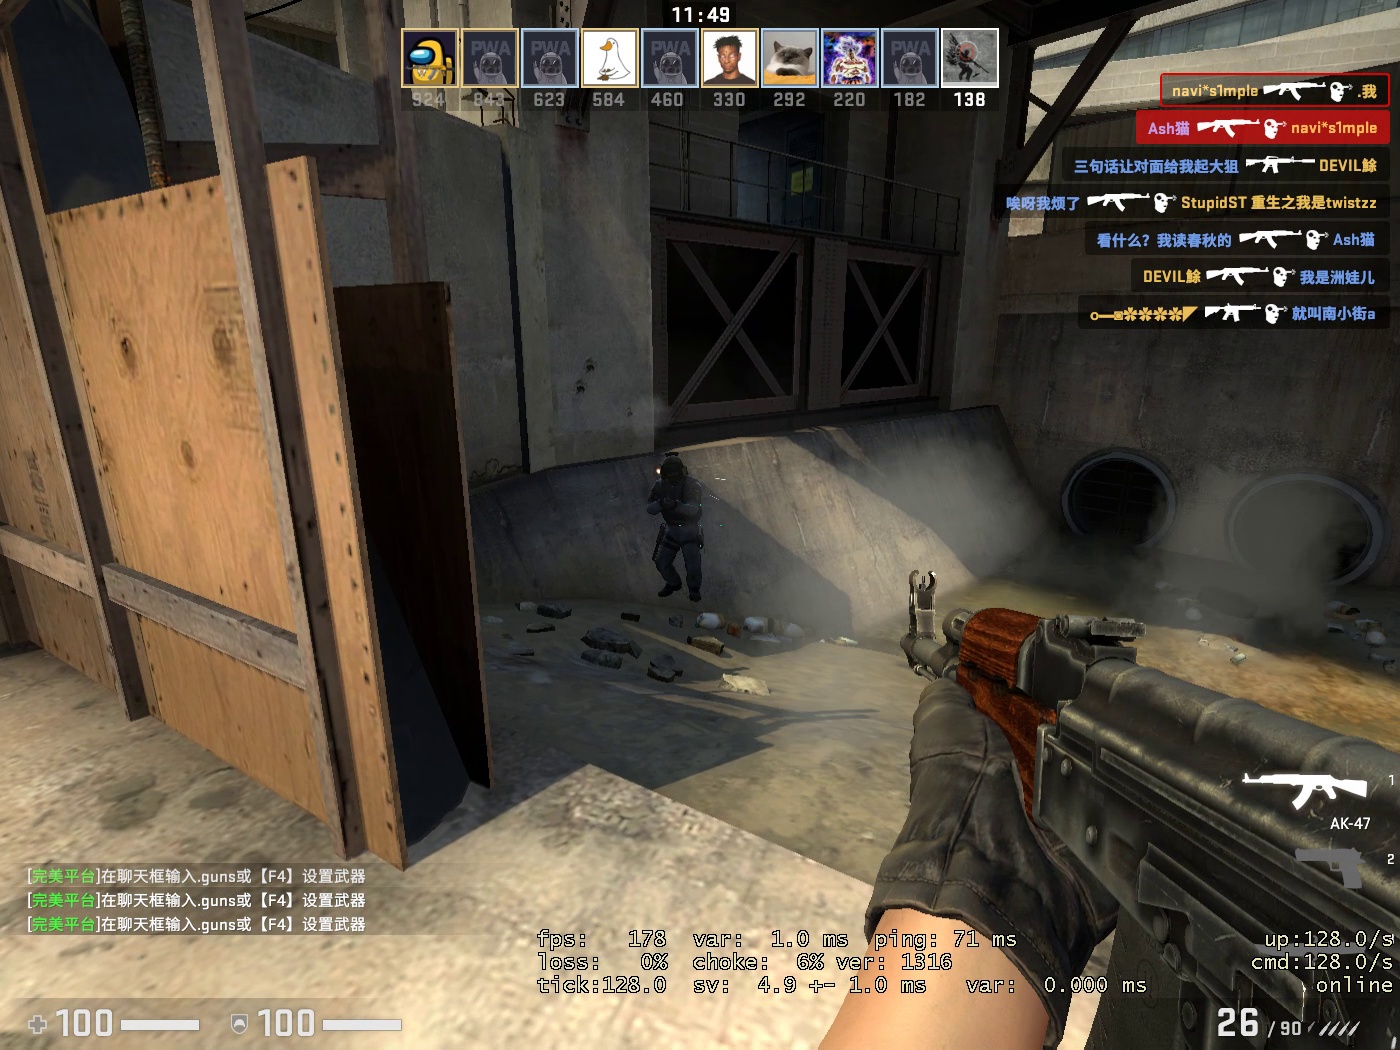 11:49
PWA PWA PWA PWA
924 843 623 584 460 330 292 220 182 138
navi*s1mple .我
Ash猫 navi*s1mple
三句话让对面给我起大狙 DEVIL餘
唉呀我烦了 StupidST 重生之我是twistzz
看什么？我读春秋的 Ash猫
DEVIL餘 我是洲娃儿
就叫南小街a
1
AK-47
2
[完美平台]在聊天框输入.guns或【F4】设置武器
[完美平台]在聊天框输入.guns或【F4】设置武器
[完美平台]在聊天框输入.guns或【F4】设置武器
fps: 178 var: 1.0 ms ping: 71 ms up:128.0/s
loss: 0% choke: 6% ver: 1316 cmd:128.0/s
tick:128.0 sv: 4.9 +- 1.0 ms var: 0.000 ms online
100 100 26 / 90